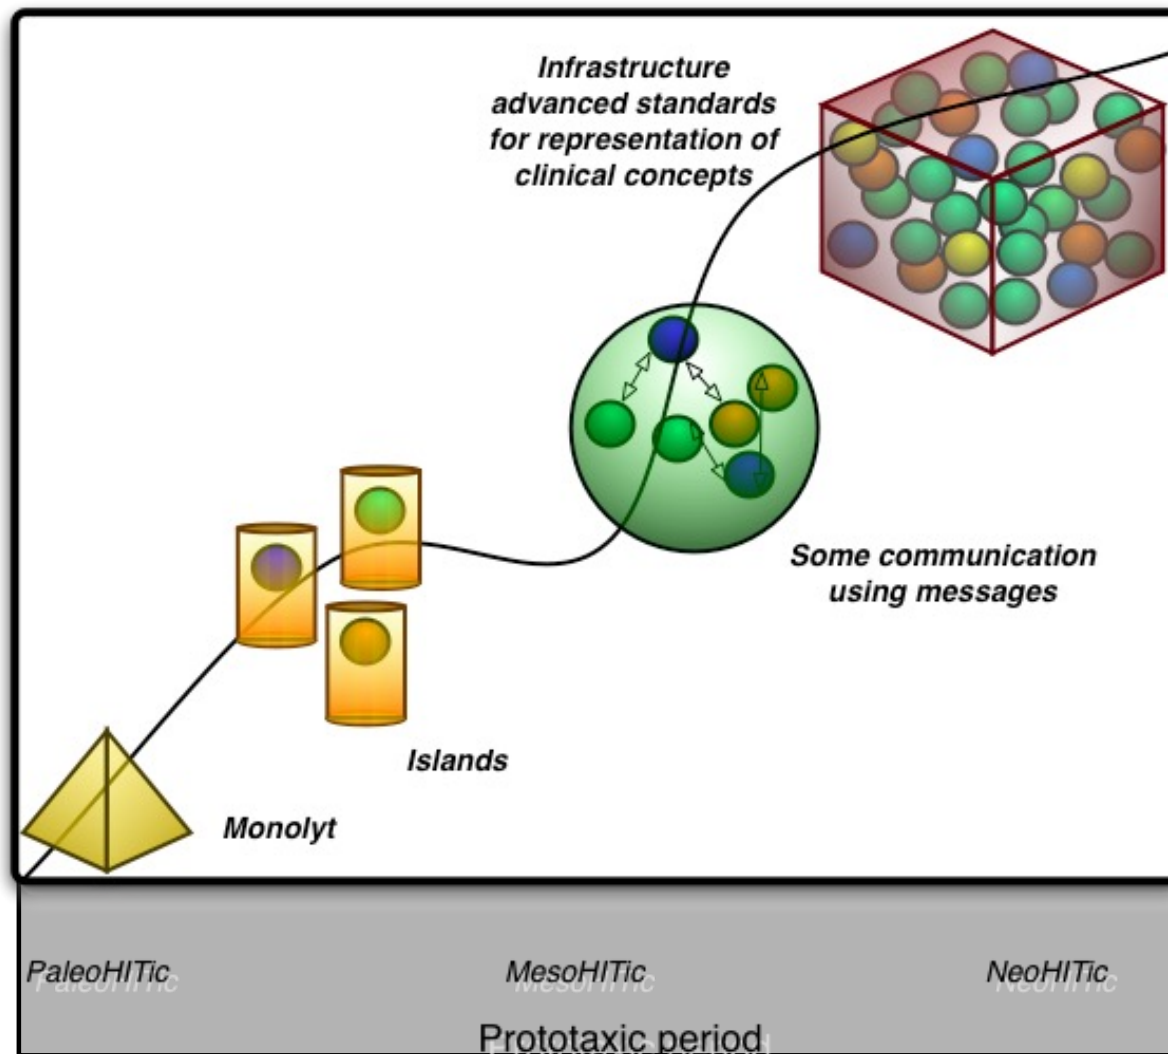 Infrastructure
advanced standards
for representation of
clinical concepts
Some communication
using messages
Islands
Monolyt
PaleoHITic
MesoHITic
NeoHITic
Prototaxic period